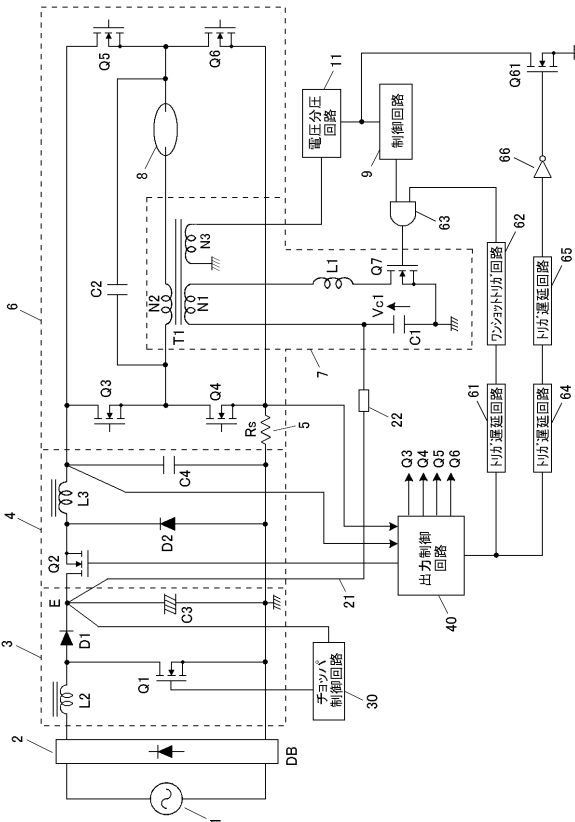 1
2
3
4
6
DB
L2
D1
E
Q2
L3
Q1
C3
D2
C4
Rs
5
Q3
Q4
C2
N2
T1
N1
N3
8
Q5
Q6
チョッパ
制御回路
30
21
22
7
C1
Vc1
L1
Q7
電圧分圧
回路
11
制御回路
9
63
出力制御
回路
40
Q3
Q4
Q5
Q6
61
トリガ遅延回路
ワンショットトリガ回路
62
64
トリガ遅延回路
トリガ遅延回路
65
66
Q61